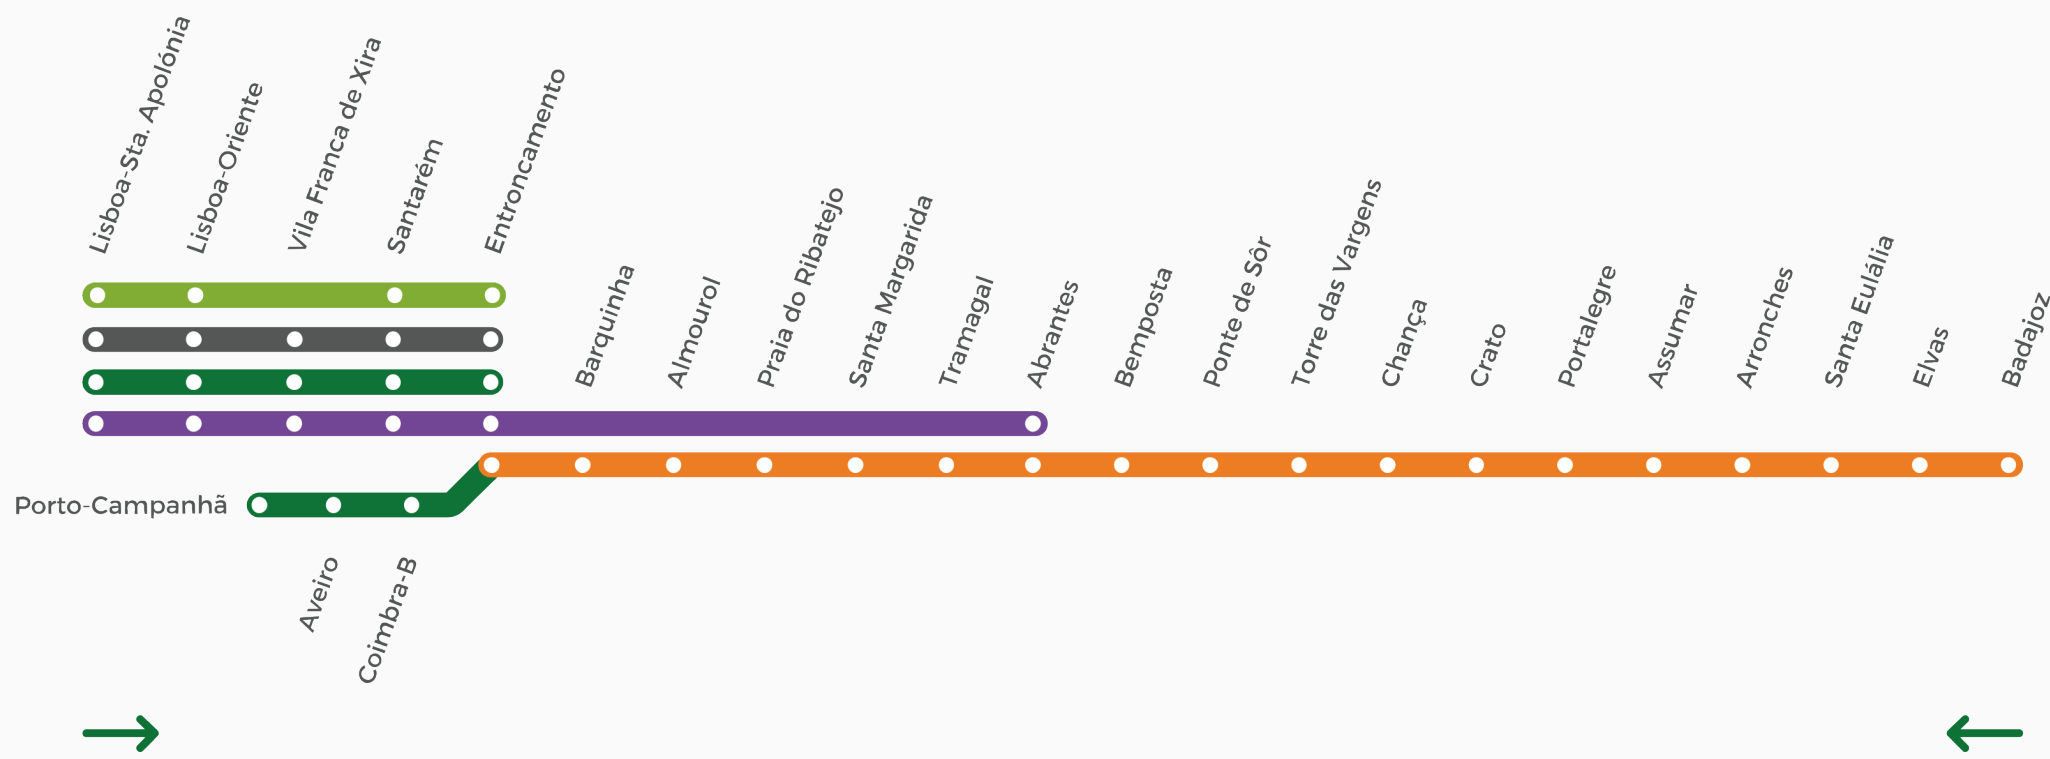 Lisboa-Sta. Apolónia
Lisboa-Oriente
Vila Franca de Xira
Santarém
Entroncamento
Barquinha
Almourol
Praia do Ribatejo
Santa Margarida
Tramagal
Abrantes
Bemposta
Ponte de Sôr
Torre das Vargens
Chança
Crato
Portalegre
Assumar
Arronches
Santa Eulália
Elvas
Badajoz
Porto-Campanhã
Aveiro
Coimbra-B